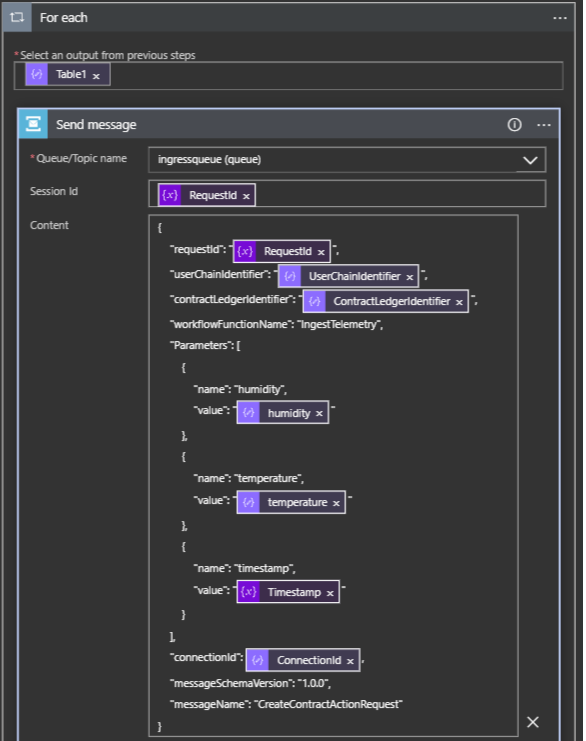 For each
*Select an output from previous steps
Table1
Send message
*Queue/Topic name
ingressqueue (queue)
Session Id
{x} RequestId
Content
{
"requestId": "{x} RequestId",
"userChainIdentifier": "UserChainIdentifier",
"contractLedgerIdentifier": "ContractLedgerIdentifier",
"workflowFunctionName": "IngestTelemetry",
"Parameters": [
{
"name": "humidity",
"value": "humidity"
},
{
"name": "temperature",
"value": "temperature"
},
{
"name": "timestamp",
"value": "{x} Timestamp"
}
],
"connectionId": ConnectionId,
"messageSchemaVersion": "1.0.0",
"messageName": "CreateContractActionRequest"
}